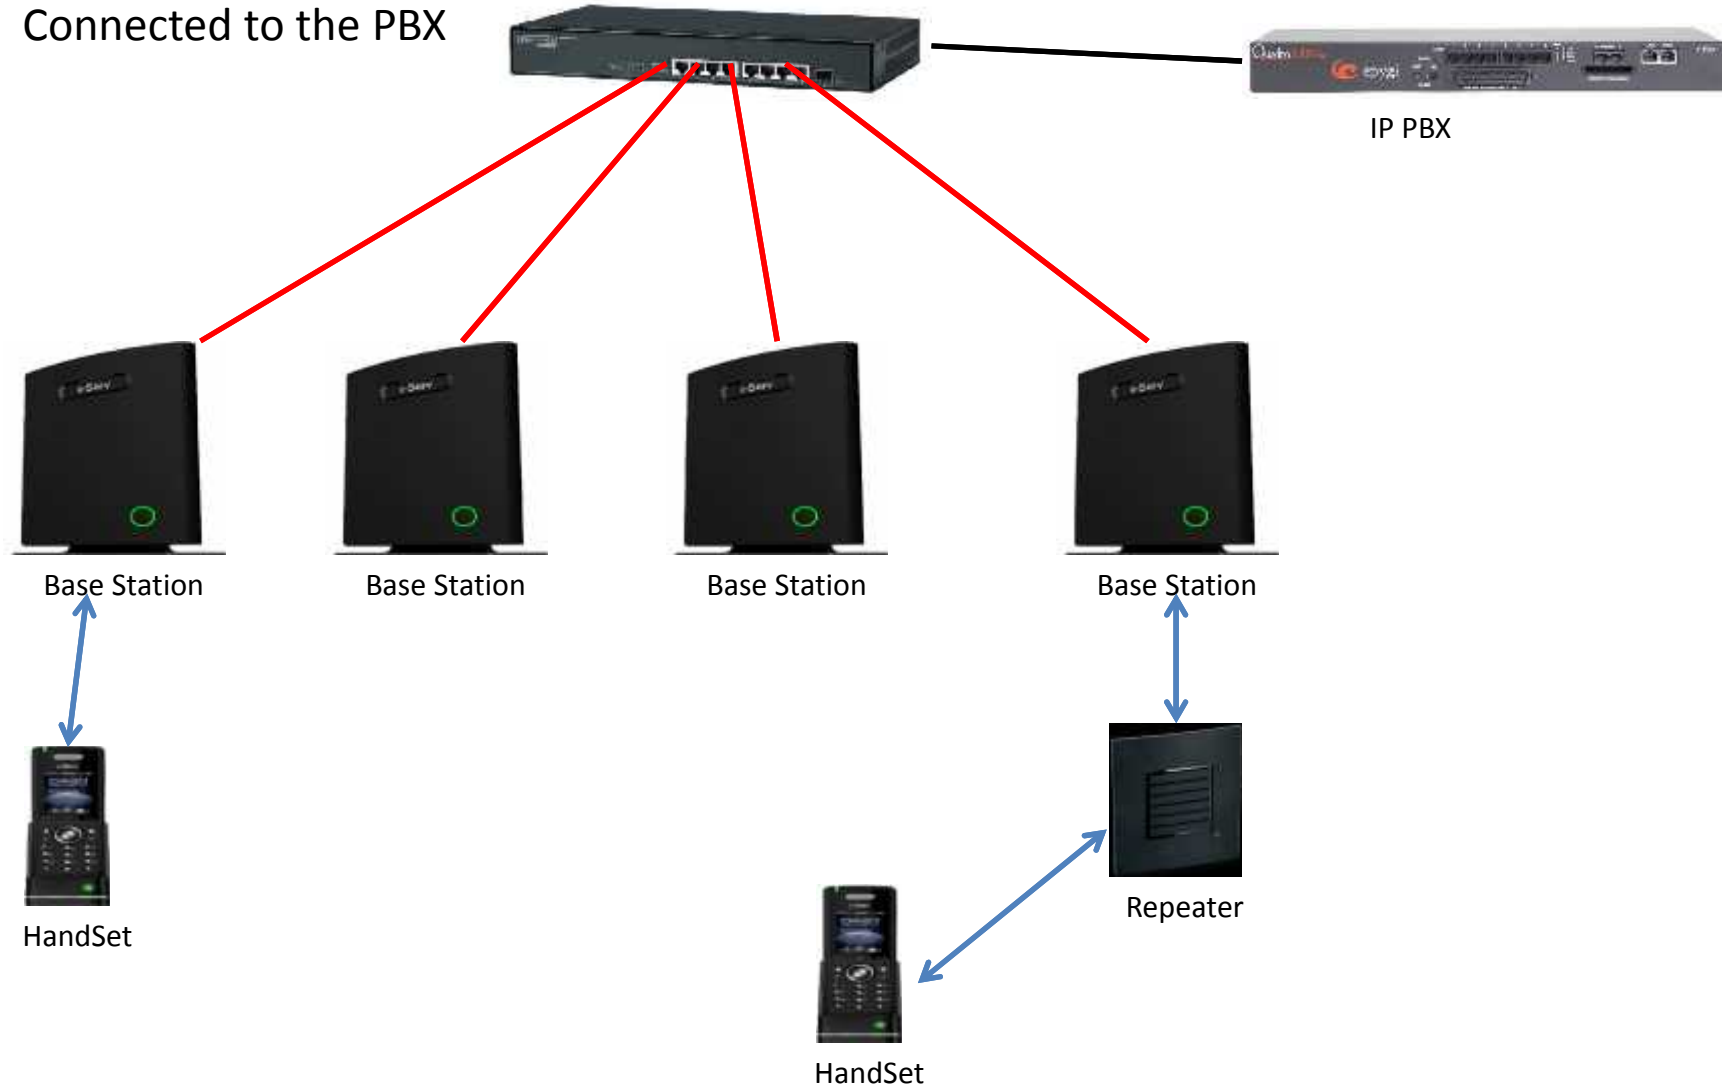 Connected to the PBX
IP PBX
Base Station
Base Station
Base Station
Base Station
HandSet
Repeater
HandSet